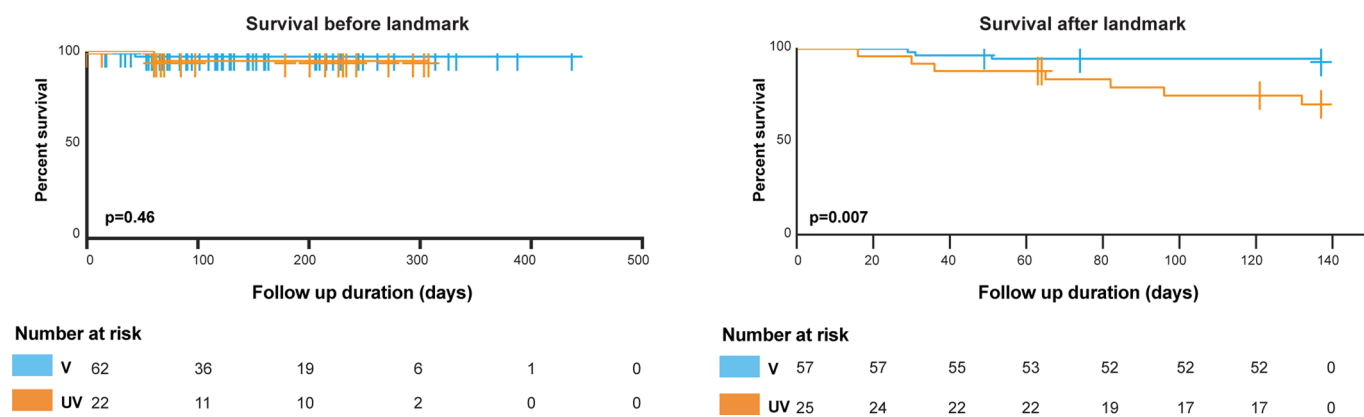 Survival before landmark
Percent survival
100
50
0
p=0.46
0 100 200 300 400 500
Follow up duration (days)
Number at risk
V 62 36 19 6 1 0
UV 22 11 10 2 0 0
Survival after landmark
Percent survival
100
50
0
p=0.007
0 20 40 60 80 100 120 140
Follow up duration (days)
Number at risk
V 57 57 55 53 52 52 52 0
UV 25 24 22 22 19 17 17 0